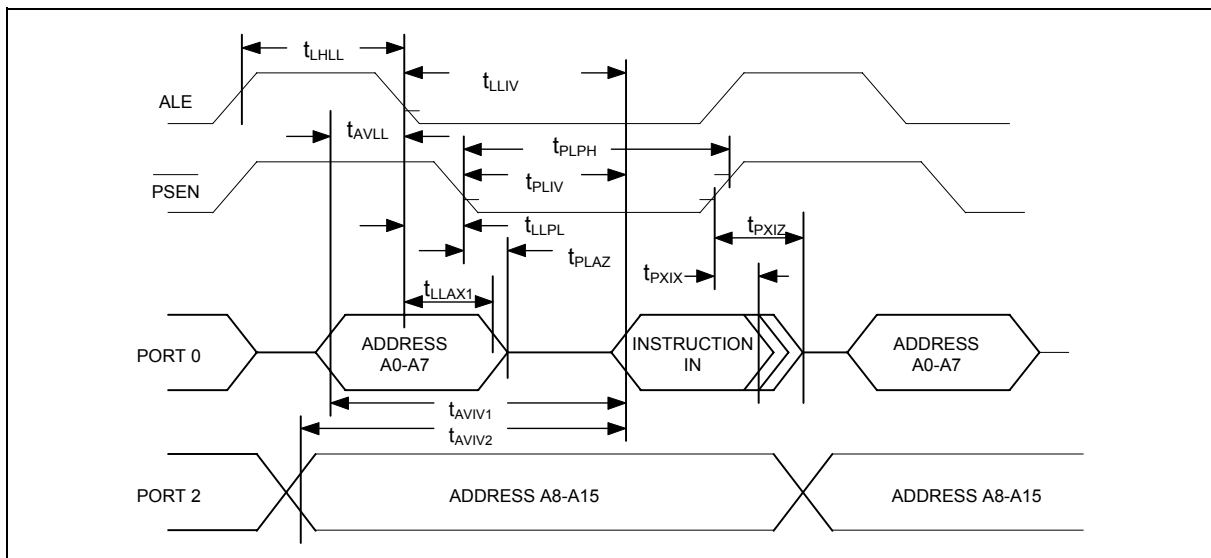 tLHLL
tLLIV
ALE
tAVLL
tPLPH
PSEN
tPLIV
tLLPL
tPXIZ
tPLAZ
tPXIX
tLLAX1
PORT 0
ADDRESS
A0-A7
INSTRUCTION
IN
ADDRESS
A0-A7
tAVIV1
tAVIV2
PORT 2
ADDRESS A8-A15
ADDRESS A8-A15